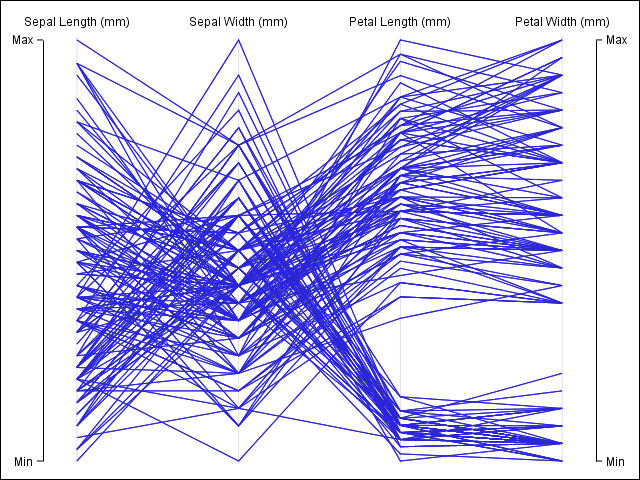 Sepal Length (mm) Sepal Width (mm) Petal Length (mm) Petal Width (mm)
Max Max
Min Min